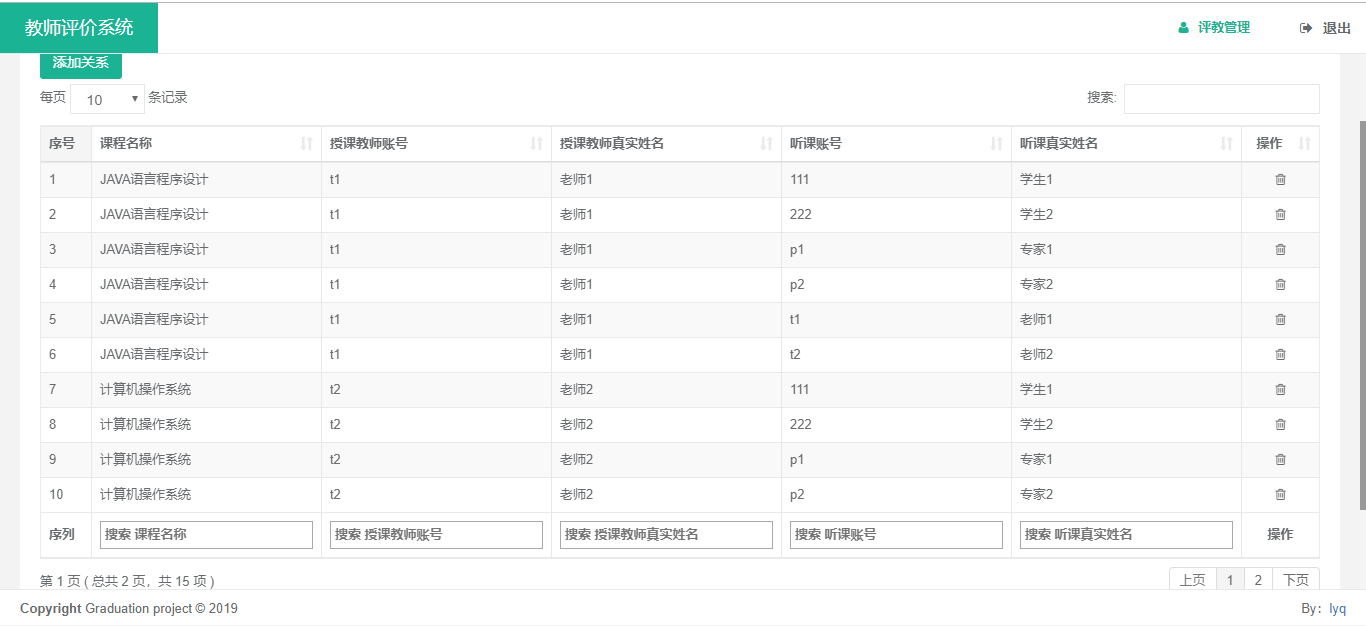 教师评价系统 评教管理 退出
添加关系
每页 10 条记录 搜索:
序号 课程名称 授课教师账号 授课教师真实姓名 听课账号 听课真实姓名 操作
1 JAVA语言程序设计 t1 老师1 111 学生1
2 JAVA语言程序设计 t1 老师1 222 学生2
3 JAVA语言程序设计 t1 老师1 p1 专家1
4 JAVA语言程序设计 t1 老师1 p2 专家2
5 JAVA语言程序设计 t1 老师1 t1 老师1
6 JAVA语言程序设计 t1 老师1 t2 老师2
7 计算机操作系统 t2 老师2 111 学生1
8 计算机操作系统 t2 老师2 222 学生2
9 计算机操作系统 t2 老师2 p1 专家1
10 计算机操作系统 t2 老师2 p2 专家2
序列 搜索 课程名称 搜索 授课教师账号 搜索 授课教师真实姓名 搜索 听课账号 搜索 听课真实姓名 操作
第 1 页 ( 总共 2 页，共 15 项 ) 上页 1 2 下页
Copyright Graduation project © 2019 By：lyq